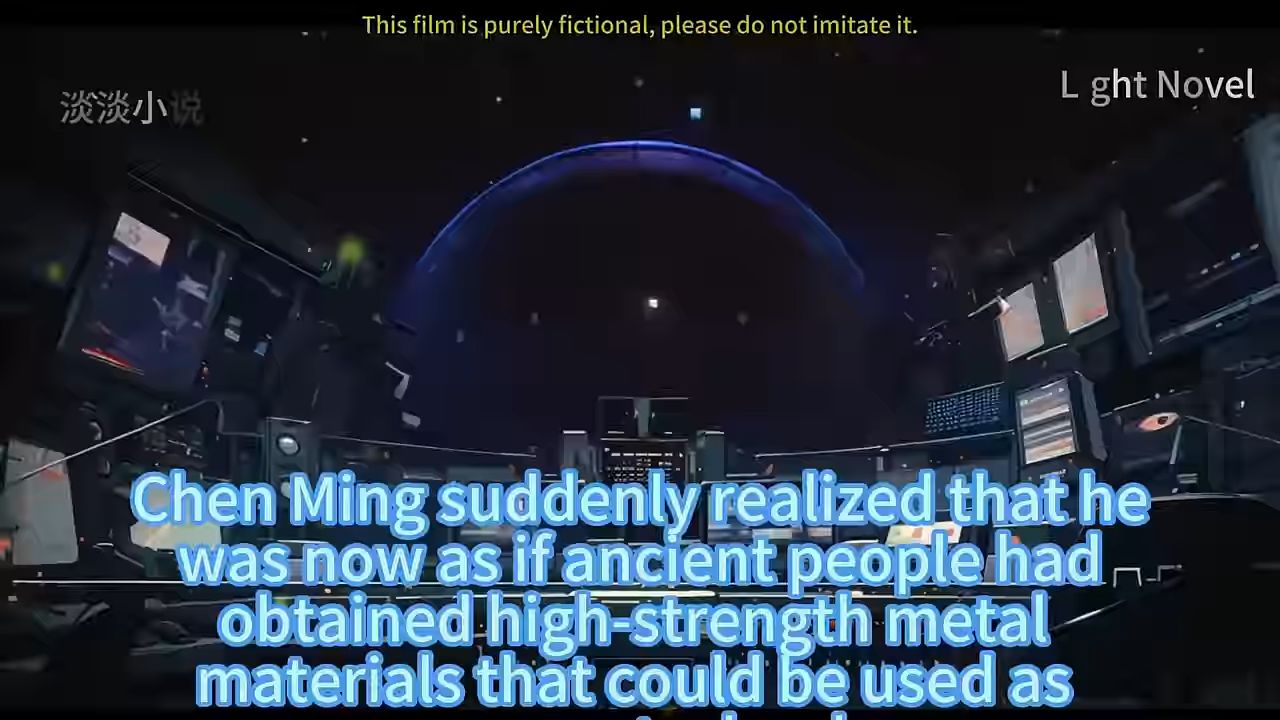 This film is purely fictional, please do not imitate it.
淡淡小说
L ght Novel
Chen Ming suddenly realized that he
was now as if ancient people had
obtained high-strength metal
materials that could be used as